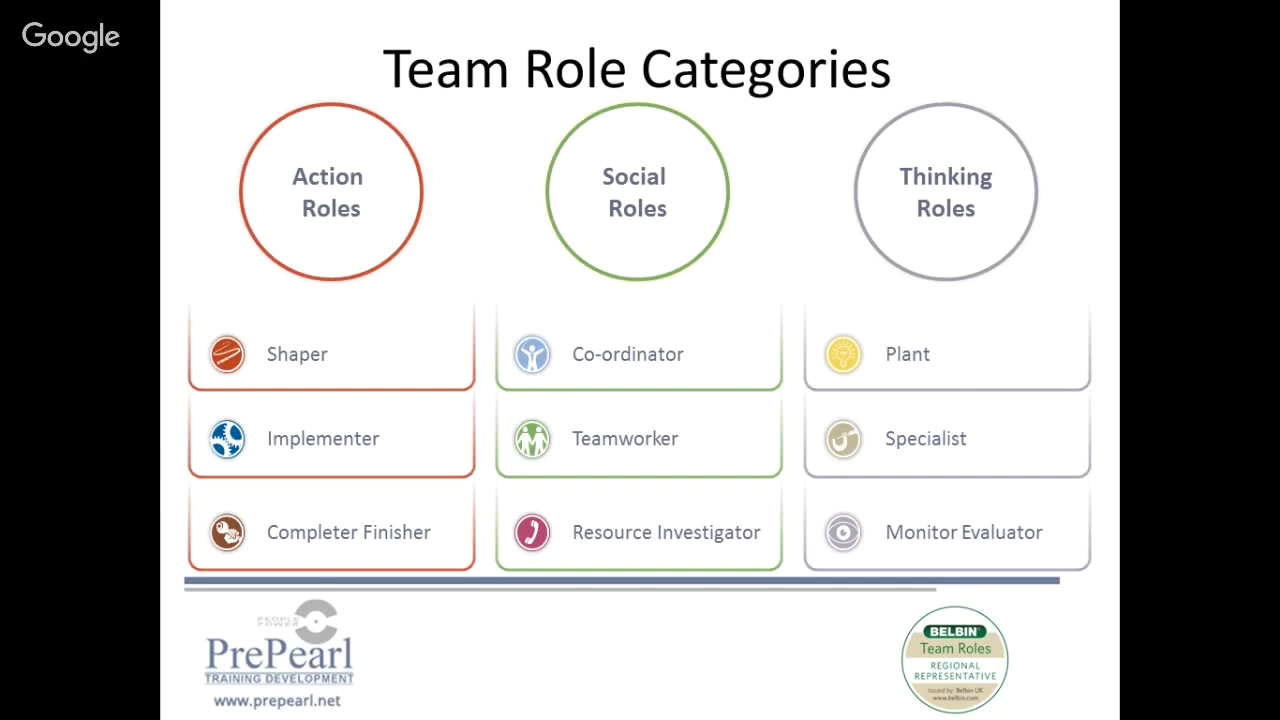 Google
Team Role Categories
Action
Roles
Social
Roles
Thinking
Roles
Shaper
Co-ordinator
Plant
Implementer
Teamworker
Specialist
Completer Finisher
Resource Investigator
Monitor Evaluator
PEOPLE
POWER
PrePearl
TRAINING DEVELOPMENT
www.prepearl.net
BELBIN
Team Roles
REGIONAL
REPRESENTATIVE
Issued by: Belbin UK
www.belbin.com